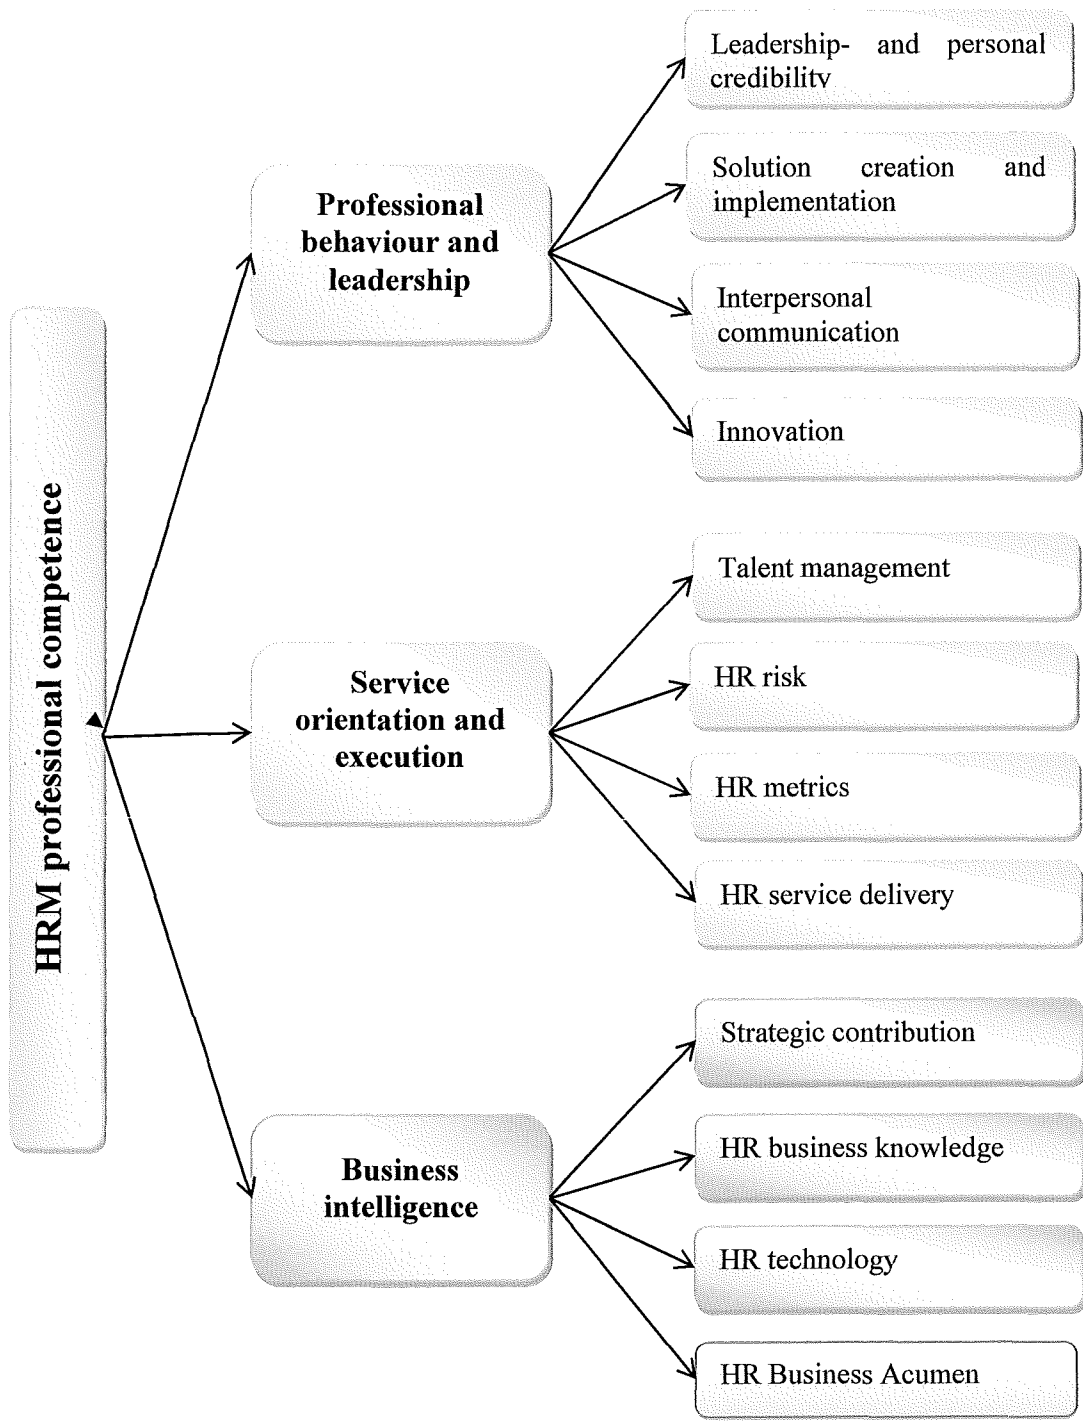 HRM professional competence
Professional
behaviour and
leadership
Leadership- and personal
credibility
Solution creation and
implementation
Interpersonal
communication
Innovation
Service
orientation and
execution
Talent management
HR risk
HR metrics
HR service delivery
Business
intelligence
Strategic contribution
HR business knowledge
HR technology
HR Business Acumen